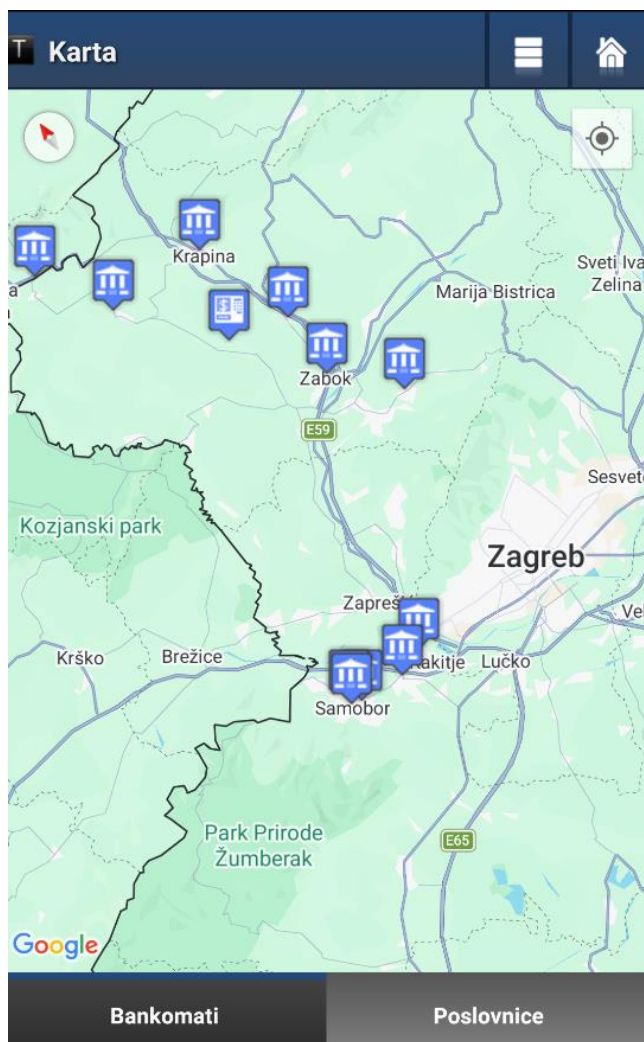 T Karta
Krapina
a
Sveti Iva
Zelina
Marija Bistrica
Zabok
E59
Sesvet
Kozjanski park
Zagreb
Zapreš
Ve
Krško
Brežice
Rakitje
Lučko
Samobor
Park Prirode
Žumberak
E65
Google
Bankomati
Poslovnice